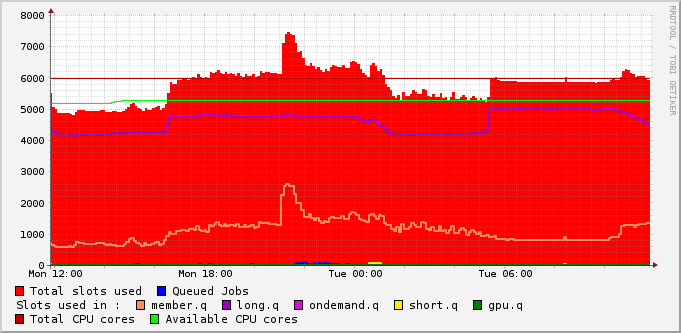 8000
7000
6000
5000
4000
3000
2000
1000
0
Mon 12:00 Mon 18:00 Tue 00:00 Tue 06:00
RRDTOOL / TOBI OETIKER
Total slots used Queued Jobs
Slots used in : member.q long.q ondemand.q short.q gpu.q
Total CPU cores Available CPU cores